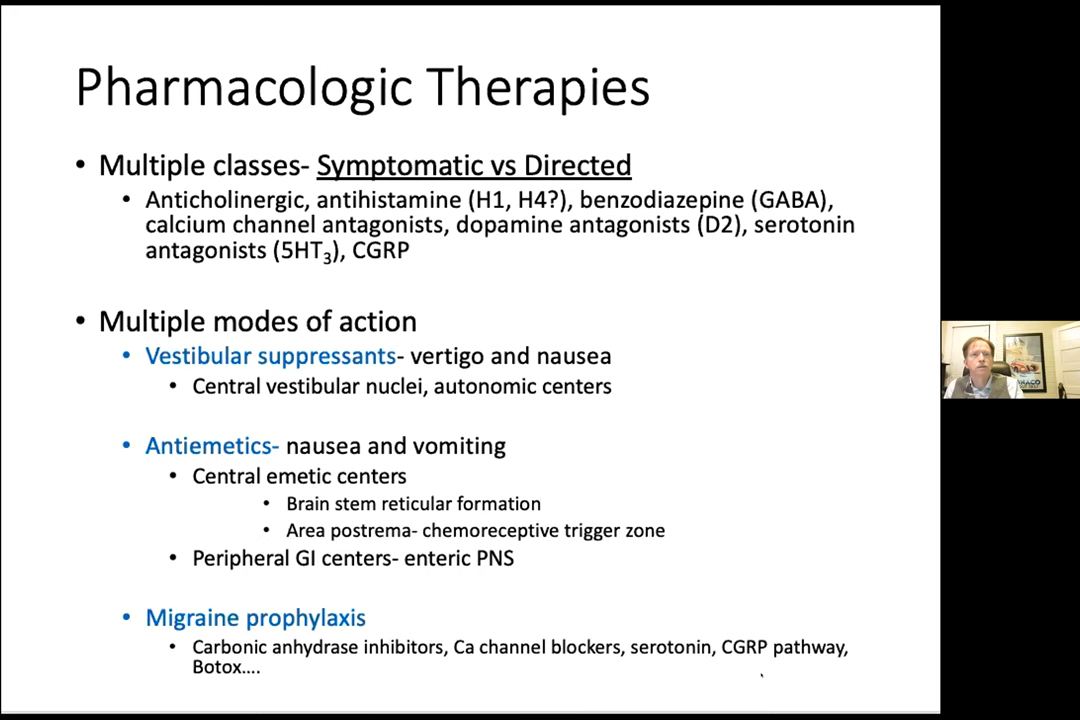 Pharmacologic Therapies
• Multiple classes- Symptomatic vs Directed
• Anticholinergic, antihistamine (H1, H4?), benzodiazepine (GABA),
calcium channel antagonists, dopamine antagonists (D2), serotonin
antagonists (5HT₃), CGRP
• Multiple modes of action
• Vestibular suppressants- vertigo and nausea
• Central vestibular nuclei, autonomic centers
• Antiemetics- nausea and vomiting
• Central emetic centers
• Brain stem reticular formation
• Area postrema- chemoreceptive trigger zone
• Peripheral GI centers- enteric PNS
• Migraine prophylaxis
• Carbonic anhydrase inhibitors, Ca channel blockers, serotonin, CGRP pathway,
Botox....